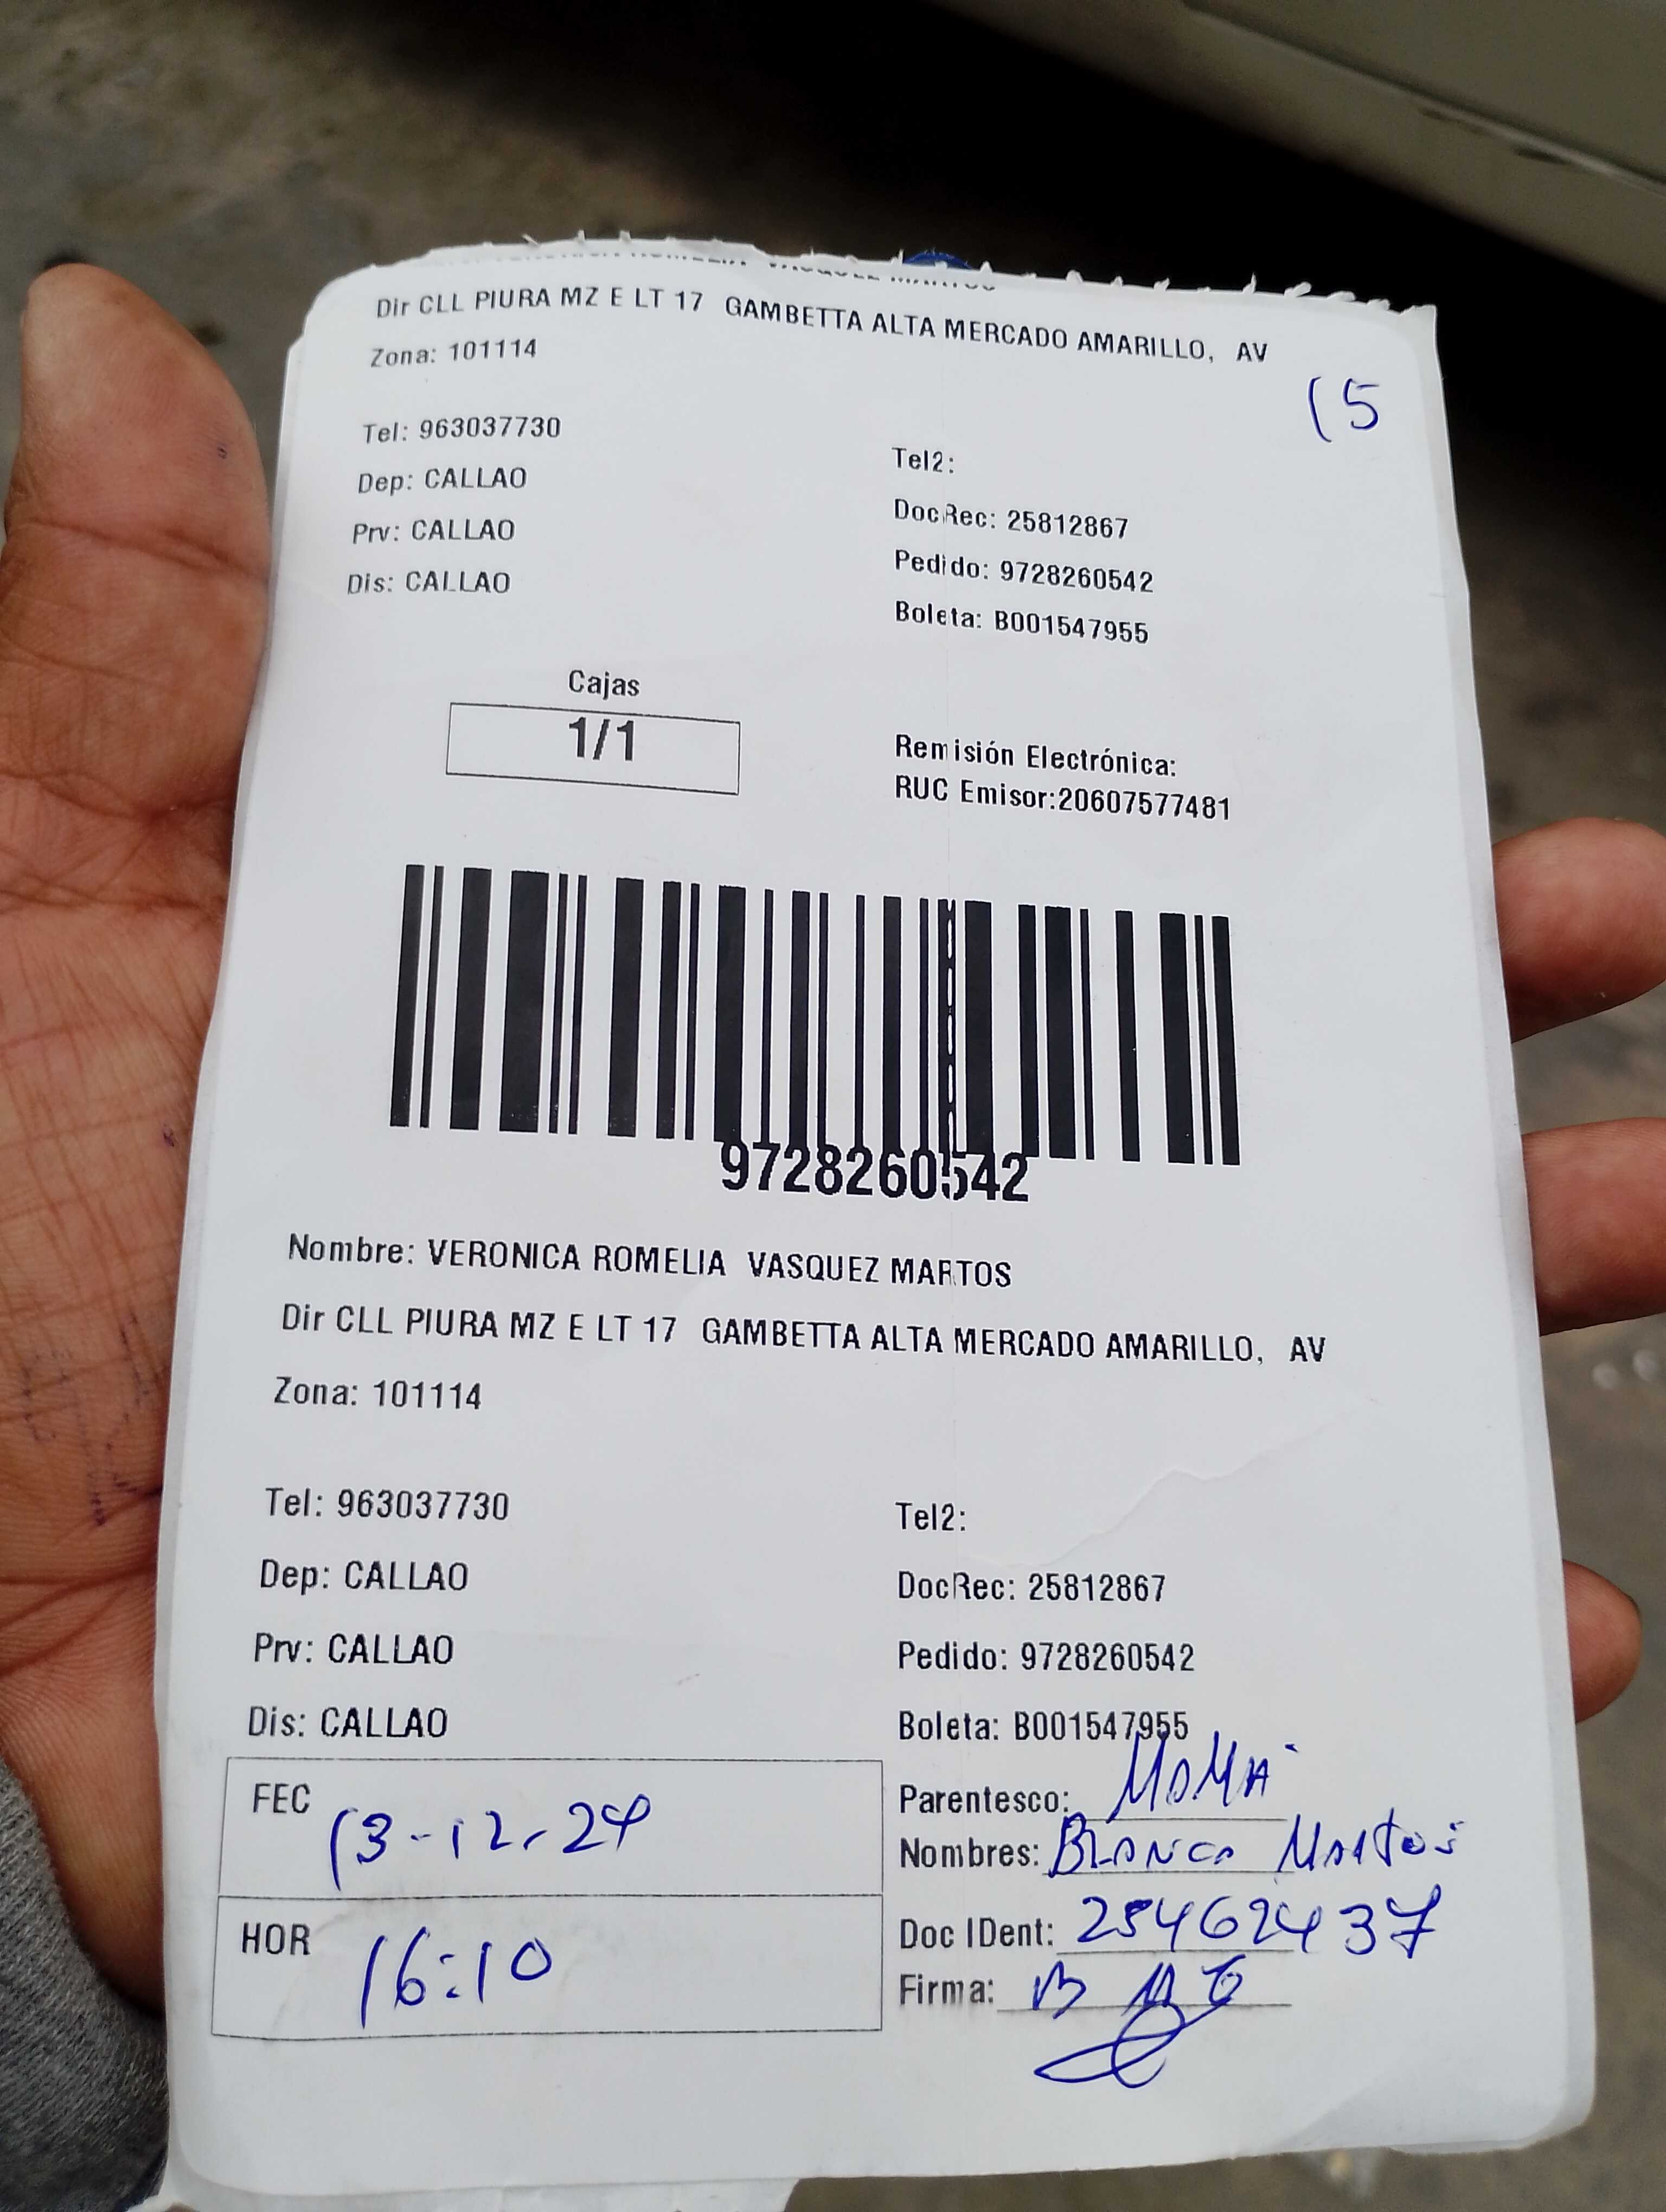 Dir CLL PIURA MZ E LT 17 GAMBETTA ALTA MERCADO AMARILLO, AV
Zona: 101114
15
Tel: 963037730
Tel2:
Dep: CALLAO
DocRec: 25812867
Prv: CALLAO
Pedido: 9728260542
Dis: CALLAO
Boleta: B001547955
Cajas
1/1
Remisión Electrónica:
RUC Emisor:20607577481
9728260542
Nombre: VERONICA ROMELIA VASQUEZ MARTOS
Dir CLL PIURA MZ E LT 17 GAMBETTA ALTA MERCADO AMARILLO, AV
Zona: 101114
Tel: 963037730
Tel2:
Dep: CALLAO
DocRec: 25812867
Prv: CALLAO
Pedido: 9728260542
Dis: CALLAO
Boleta: B001547955
FEC 13-12-24
Parentesco: MAMA
Nombres: BLANCA MARTOS
HOR 16:10
Doc IDent: 254624 37
Firma: